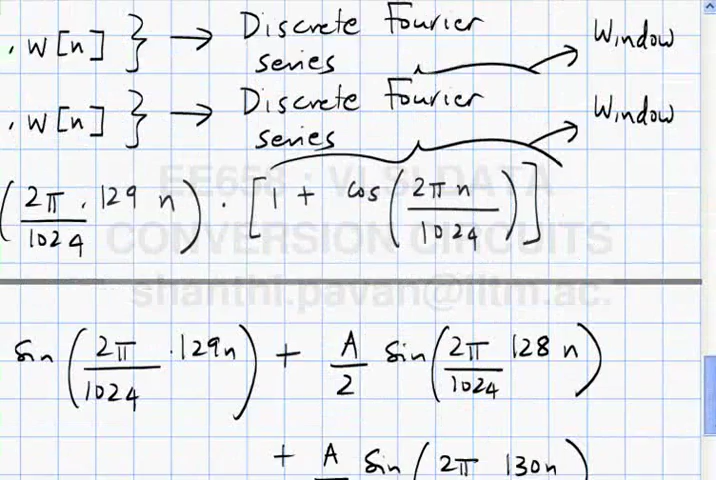 , w[n] } → Discrete Fourier series → Window
, w[n] } → Discrete Fourier series → Window
(2π/1024 · 129 n) · [1 + cos(2π n/1024)]
EE658 : VLSI DATA
CONVERSION CIRCUITS
shanthi.pavan@iitm.ac.
sin(2π/1024 · 129n) + A/2 sin(2π/1024 128 n)
+ A sin(2π 130n)